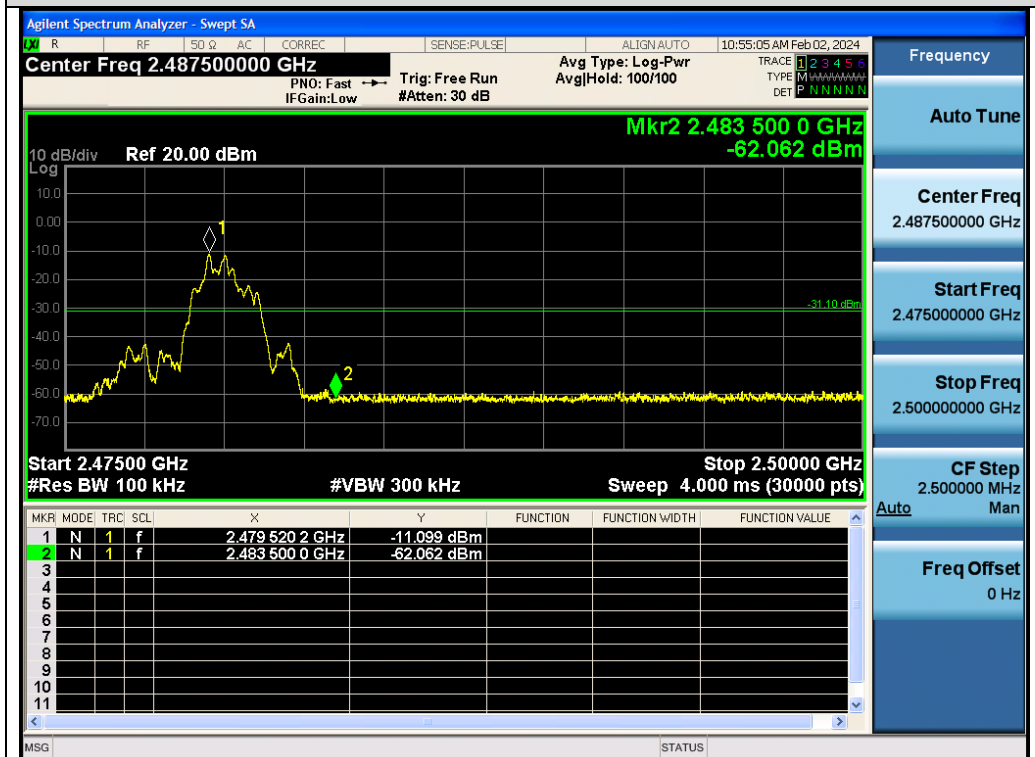 Agilent Spectrum Analyzer - Swept SA
LXI R RF 50 Ω AC CORREC SENSE:PULSE ALIGN AUTO 10:55:05 AM Feb 02, 2024
Center Freq 2.487500000 GHz
PNO: Fast
IFGain:Low
Trig: Free Run
#Atten: 30 dB
Avg Type: Log-Pwr
Avg|Hold: 100/100
TRACE 1 2 3 4 5 6
TYPE M
DET P N N N N N
Mkr2 2.483 500 0 GHz
-62.062 dBm
10 dB/div Ref 20.00 dBm
Log
10.0
0.00
-10.0
-20.0
-30.0
-40.0
-50.0
-60.0
-70.0
1
2
-31.10 dBm
Start 2.47500 GHz Stop 2.50000 GHz
#Res BW 100 kHz #VBW 300 kHz Sweep 4.000 ms (30000 pts)
MKR MODE TRC SCL X Y FUNCTION FUNCTION WIDTH FUNCTION VALUE
1 N 1 f 2.479 520 2 GHz -11.099 dBm
2 N 1 f 2.483 500 0 GHz -62.062 dBm
3
4
5
6
7
8
9
10
11
MSG STATUS
Frequency
Auto Tune
Center Freq
2.487500000 GHz
Start Freq
2.475000000 GHz
Stop Freq
2.500000000 GHz
CF Step
2.500000 MHz
Auto Man
Freq Offset
0 Hz